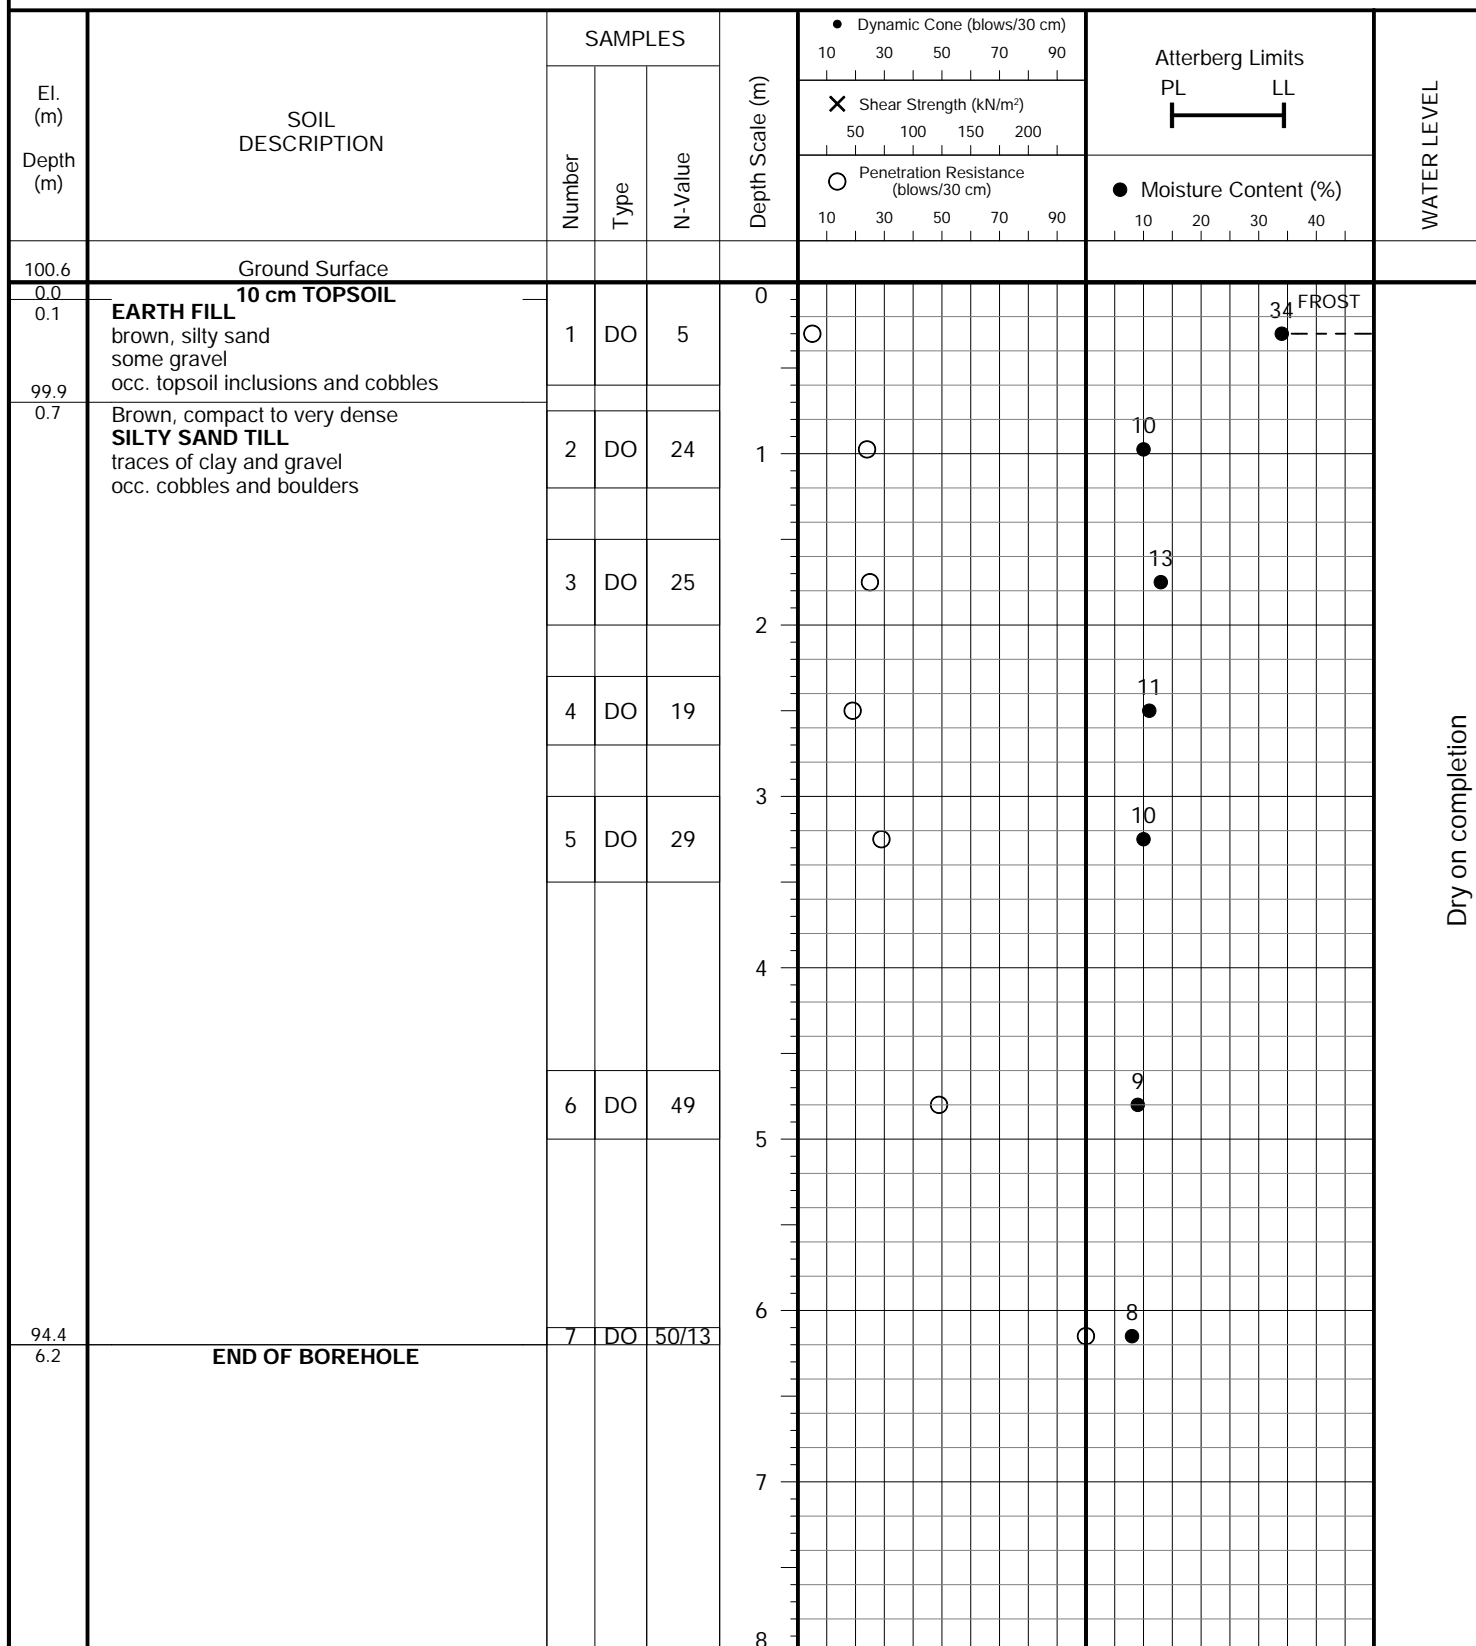 El.
(m)
Depth
(m)
SOIL
DESCRIPTION
SAMPLES
Number
Type
N-Value
Depth Scale (m)
Dynamic Cone (blows/30 cm)
10 30 50 70 90
Shear Strength (kN/m²)
50 100 150 200
Penetration Resistance
(blows/30 cm)
10 30 50 70 90
Atterberg Limits
PL LL
Moisture Content (%)
10 20 30 40
WATER LEVEL
100.6 Ground Surface
0.0 10 cm TOPSOIL 0
0.1 EARTH FILL
brown, silty sand
some gravel
occ. topsoil inclusions and cobbles
1 DO 5
34 FROST
99.9
0.7 Brown, compact to very dense
SILTY SAND TILL
traces of clay and gravel
occ. cobbles and boulders
2 DO 24 10
1
3 DO 25 13
2
4 DO 19 11
3
5 DO 29 10
4
6 DO 49 9
5
6
7 DO 50/13 8
94.4
6.2 END OF BOREHOLE
7
8
Dry on completion